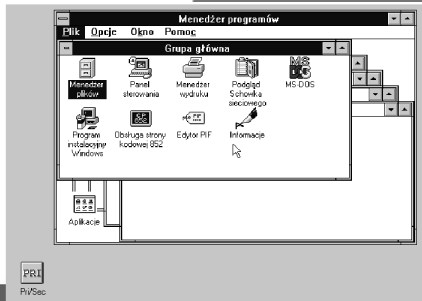 Menedżer programów
Plik Opcje Okno Pomoc
Grupa główna
Menedżer plików
Panel sterowania
Menedżer wydruku
Podgląd Schowka sieciowego
MS-DOS
Program instalacyjny Windows
Obsługa strony kodowej 852
Edytor PIF
Informacje
Aplikacje
PRI
Pri/Sec